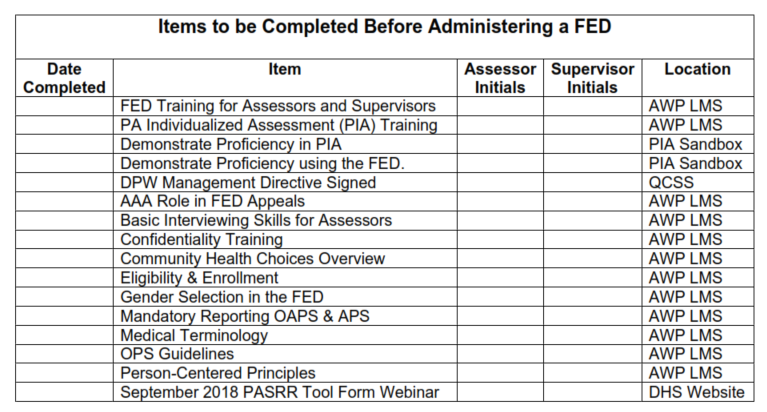 Items to be Completed Before Administering a FED
Date Completed Item Assessor Initials Supervisor Initials Location
FED Training for Assessors and Supervisors AWP LMS
PA Individualized Assessment (PIA) Training AWP LMS
Demonstrate Proficiency in PIA PIA Sandbox
Demonstrate Proficiency using the FED. PIA Sandbox
DPW Management Directive Signed QCSS
AAA Role in FED Appeals AWP LMS
Basic Interviewing Skills for Assessors AWP LMS
Confidentiality Training AWP LMS
Community Health Choices Overview AWP LMS
Eligibility & Enrollment AWP LMS
Gender Selection in the FED AWP LMS
Mandatory Reporting OAPS & APS AWP LMS
Medical Terminology AWP LMS
OPS Guidelines AWP LMS
Person-Centered Principles AWP LMS
September 2018 PASRR Tool Form Webinar DHS Website